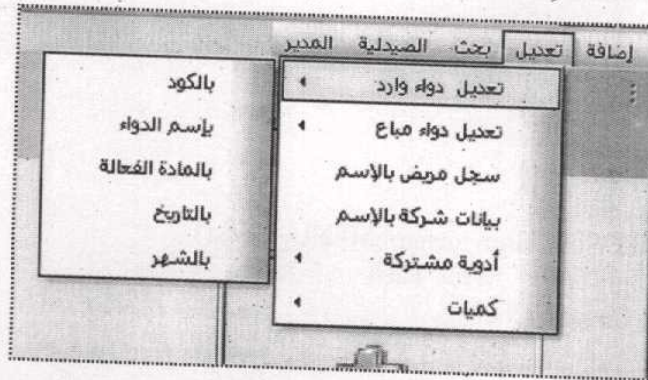 إضافة تعديل بحث الصيدلية المدير
تعديل دواء وارد
تعديل دواء مباع
سجل مريض بالإسم
بيانات شركة بالإسم
أدوية مشتركة
كميات
بالكود
بإسم الدواء
بالمادة الفعالة
بالتاريخ
بالشهر